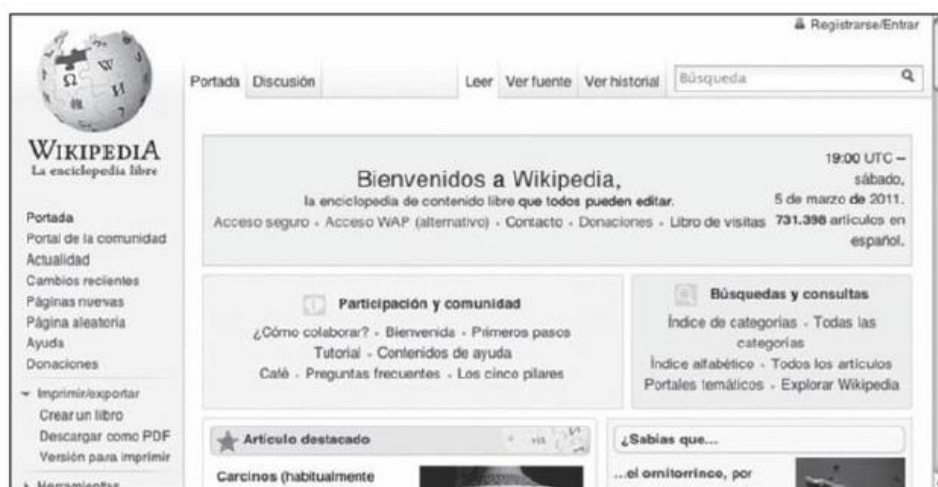 Registrarse/Entrar
Portada Discusión Leer Ver fuente Ver historial Búsqueda
WIKIPEDIA
La enciclopedia libre
Portada
Portal de la comunidad
Actualidad
Cambios recientes
Páginas nuevas
Página aleatoria
Ayuda
Donaciones
Imprimir/exportar
Crear un libro
Descargar como PDF
Versión para imprimir
Herramientas
Bienvenidos a Wikipedia,
la enciclopedia de contenido libre que todos pueden editar.
Acceso seguro · Acceso WAP (alternativo) · Contacto · Donaciones · Libro de visitas
19:00 UTC –
sábado,
5 de marzo de 2011.
731.398 artículos en
español.
Participación y comunidad
¿Cómo colaborar? · Bienvenida · Primeros pasos
Tutorial · Contenidos de ayuda
Café · Preguntas frecuentes · Los cinco pilares
Búsquedas y consultas
Índice de categorías · Todas las
categorías
Índice alfabético · Todos los artículos
Portales temáticos · Explorar Wikipedia
Artículo destacado
Carcinos (habitualmente
¿Sabías que...
...el ornitorrinco, por